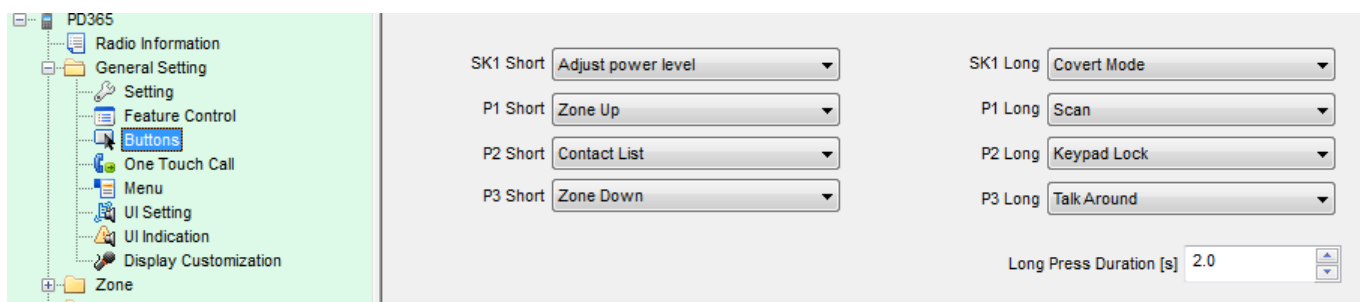 PD365
Radio Information
General Setting
Setting
Feature Control
Buttons
One Touch Call
Menu
UI Setting
UI Indication
Display Customization
Zone
SK1 Short Adjust power level
SK1 Long Covert Mode
P1 Short Zone Up
P1 Long Scan
P2 Short Contact List
P2 Long Keypad Lock
P3 Short Zone Down
P3 Long Talk Around
Long Press Duration [s] 2.0